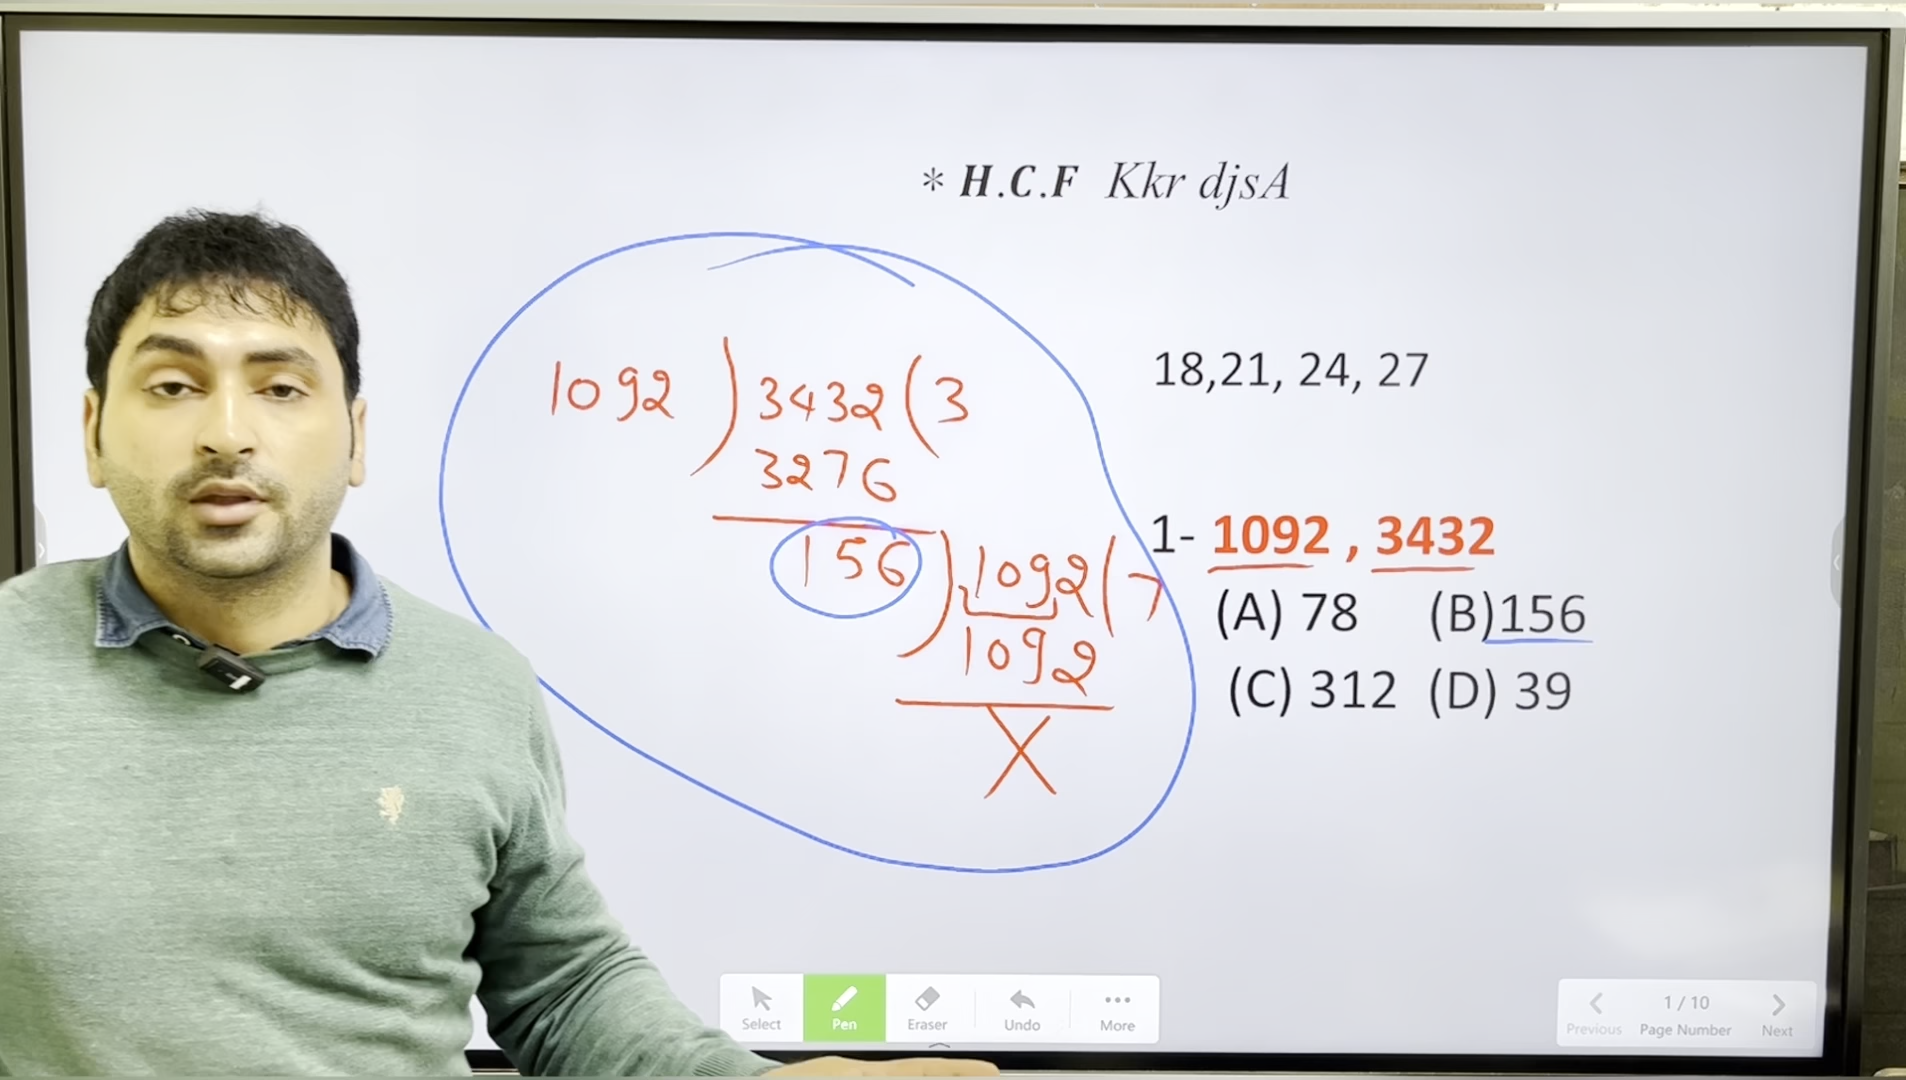 * H.C.F Kkr djsA
18,21, 24, 27
1092 ) 3432 ( 3
3276
156 ) 1092 ( 7
1092
X
1- 1092 , 3432
(A) 78 (B)156
(C) 312 (D) 39
Select Pen Eraser Undo More
1 / 10
Previous Page Number Next